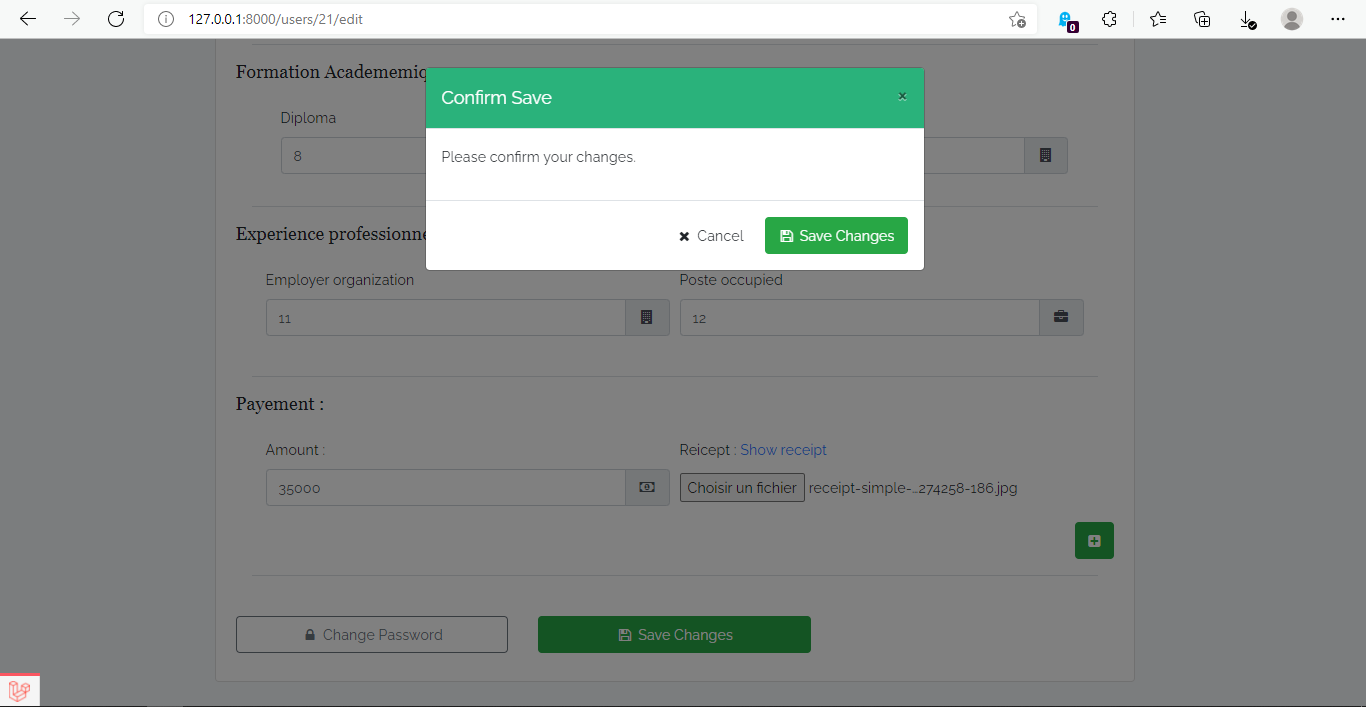 127.0.0.1:8000/users/21/edit
0
Formation Academemiq
Confirm Save
×
Diploma
Please confirm your changes.
8
Cancel
Save Changes
Experience professionne
Employer organization
Poste occupied
11
12
Payement :
Amount :
Reicept : Show receipt
35000
Choisir un fichier receipt-simple-...274258-186.jpg
Change Password
Save Changes